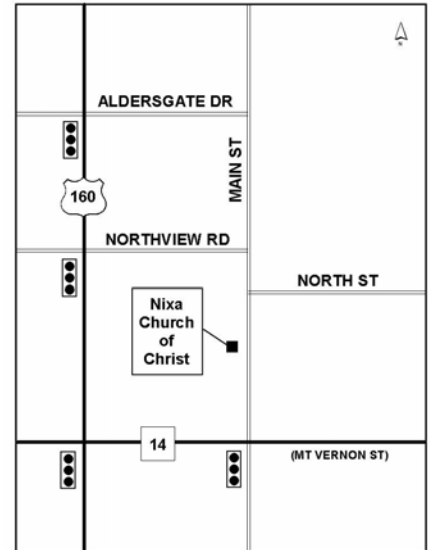 N
ALDERSGATE DR
MAIN ST
160
NORTHVIEW RD
NORTH ST
Nixa
Church
of
Christ
14
(MT VERNON ST)